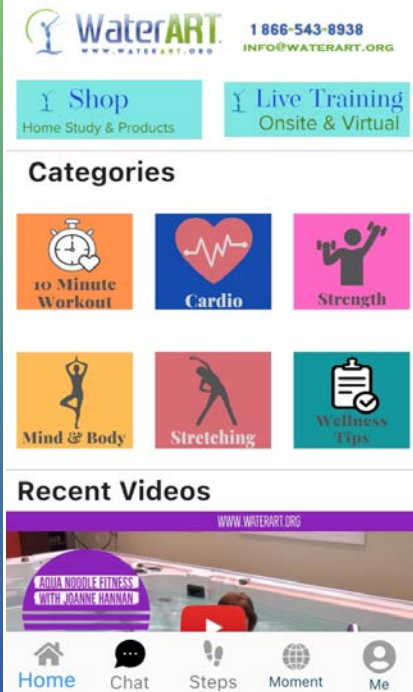 WaterART
WWW.WATERART.ORG
1 866-543-8938
INFO@WATERART.ORG
Shop
Home Study & Products
Live Training
Onsite & Virtual
Categories
10 Minute
Workout
Cardio
Strength
Mind & Body
Stretching
Wellness
Tips
Recent Videos
WWW.WATERART.ORG
AQUA NOODLE FITNESS
WITH JOANNE HANNAN
Home
Chat
Steps
Moment
Me